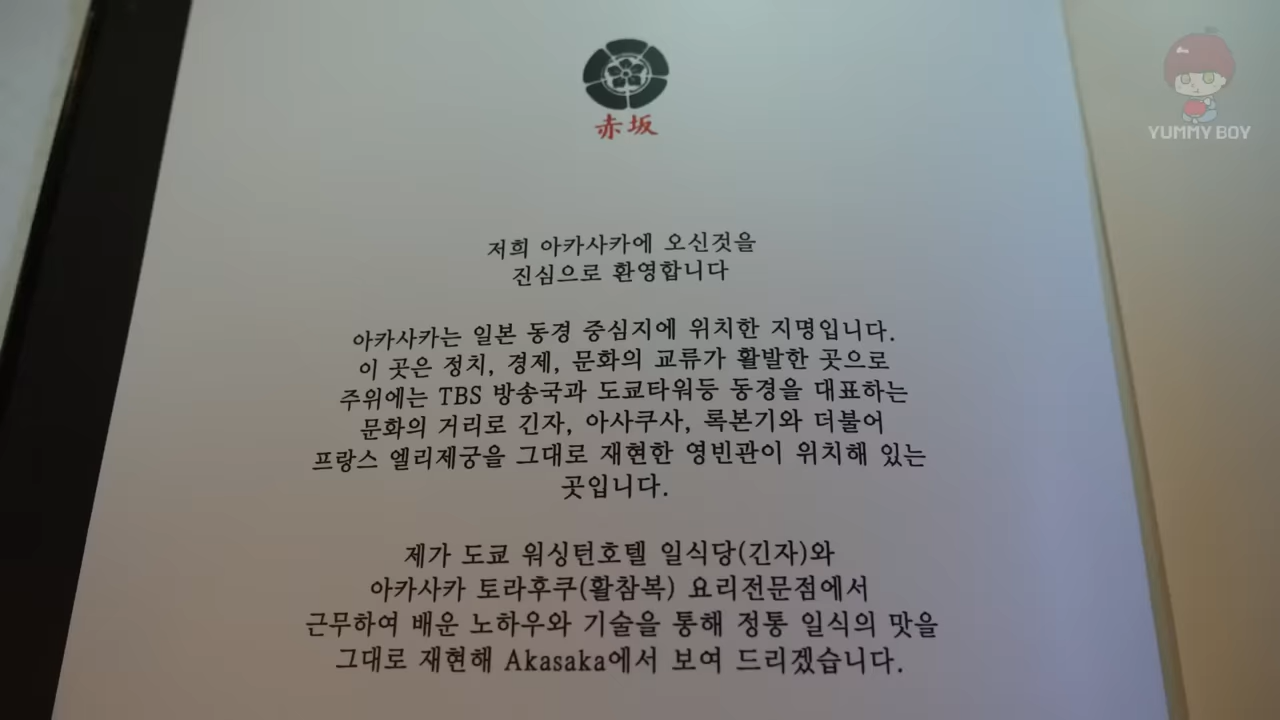 赤坂
YUMMY BOY
저희 아카사카에 오신것을
진심으로 환영합니다
아카사카는 일본 동경 중심지에 위치한 지명입니다.
이 곳은 정치, 경제, 문화의 교류가 활발한 곳으로
주위에는 TBS 방송국과 도쿄타워등 동경을 대표하는
문화의 거리로 긴자, 아사쿠사, 록본기와 더불어
프랑스 엘리제궁을 그대로 재현한 영빈관이 위치해 있는
곳입니다.
제가 도쿄 워싱턴호텔 일식당(긴자)와
아카사카 토라후쿠(활참복) 요리전문점에서
근무하여 배운 노하우와 기술을 통해 정통 일식의 맛을
그대로 재현해 Akasaka에서 보여 드리겠습니다.